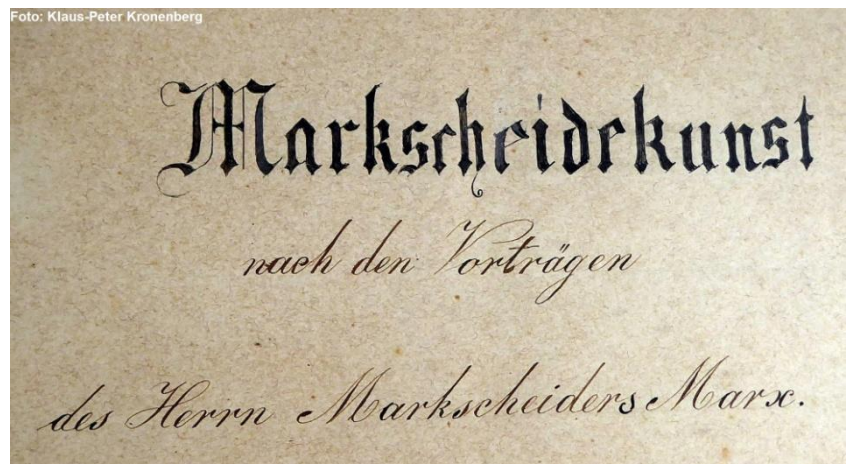 Foto: Klaus-Peter Kronenberg
Markscheidekunst
nach den Vorträgen
des Herrn Markscheiders Marx.